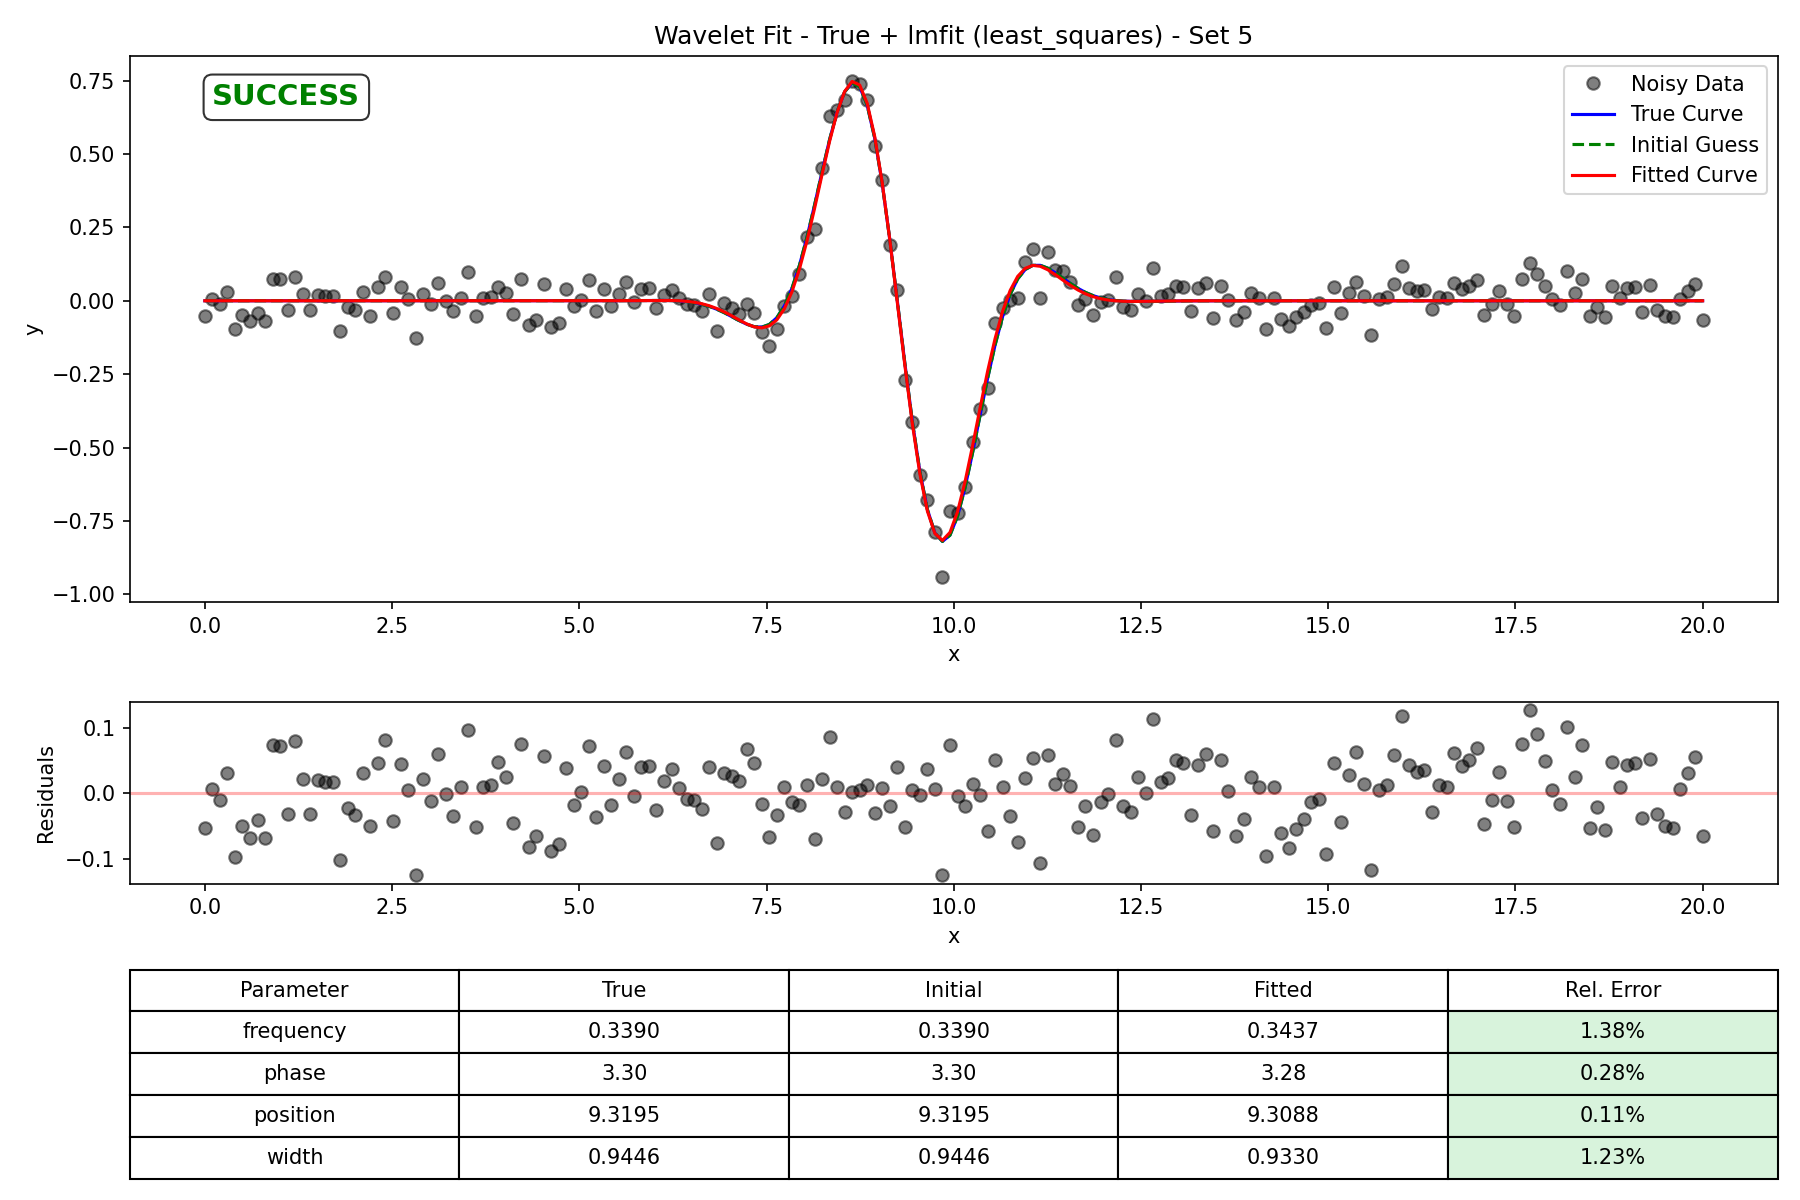 Wavelet Fit - True + lmfit (least_squares) - Set 5
SUCCESS
Noisy Data
True Curve
Initial Guess
Fitted Curve
0.75
0.50
0.25
0.00
−0.25
−0.50
−0.75
−1.00
y
0.0 2.5 5.0 7.5 10.0 12.5 15.0 17.5 20.0
x
0.1
0.0
−0.1
Residuals
0.0 2.5 5.0 7.5 10.0 12.5 15.0 17.5 20.0
x
Parameter True Initial Fitted Rel. Error
frequency 0.3390 0.3390 0.3437 1.38%
phase 3.30 3.30 3.28 0.28%
position 9.3195 9.3195 9.3088 0.11%
width 0.9446 0.9446 0.9330 1.23%